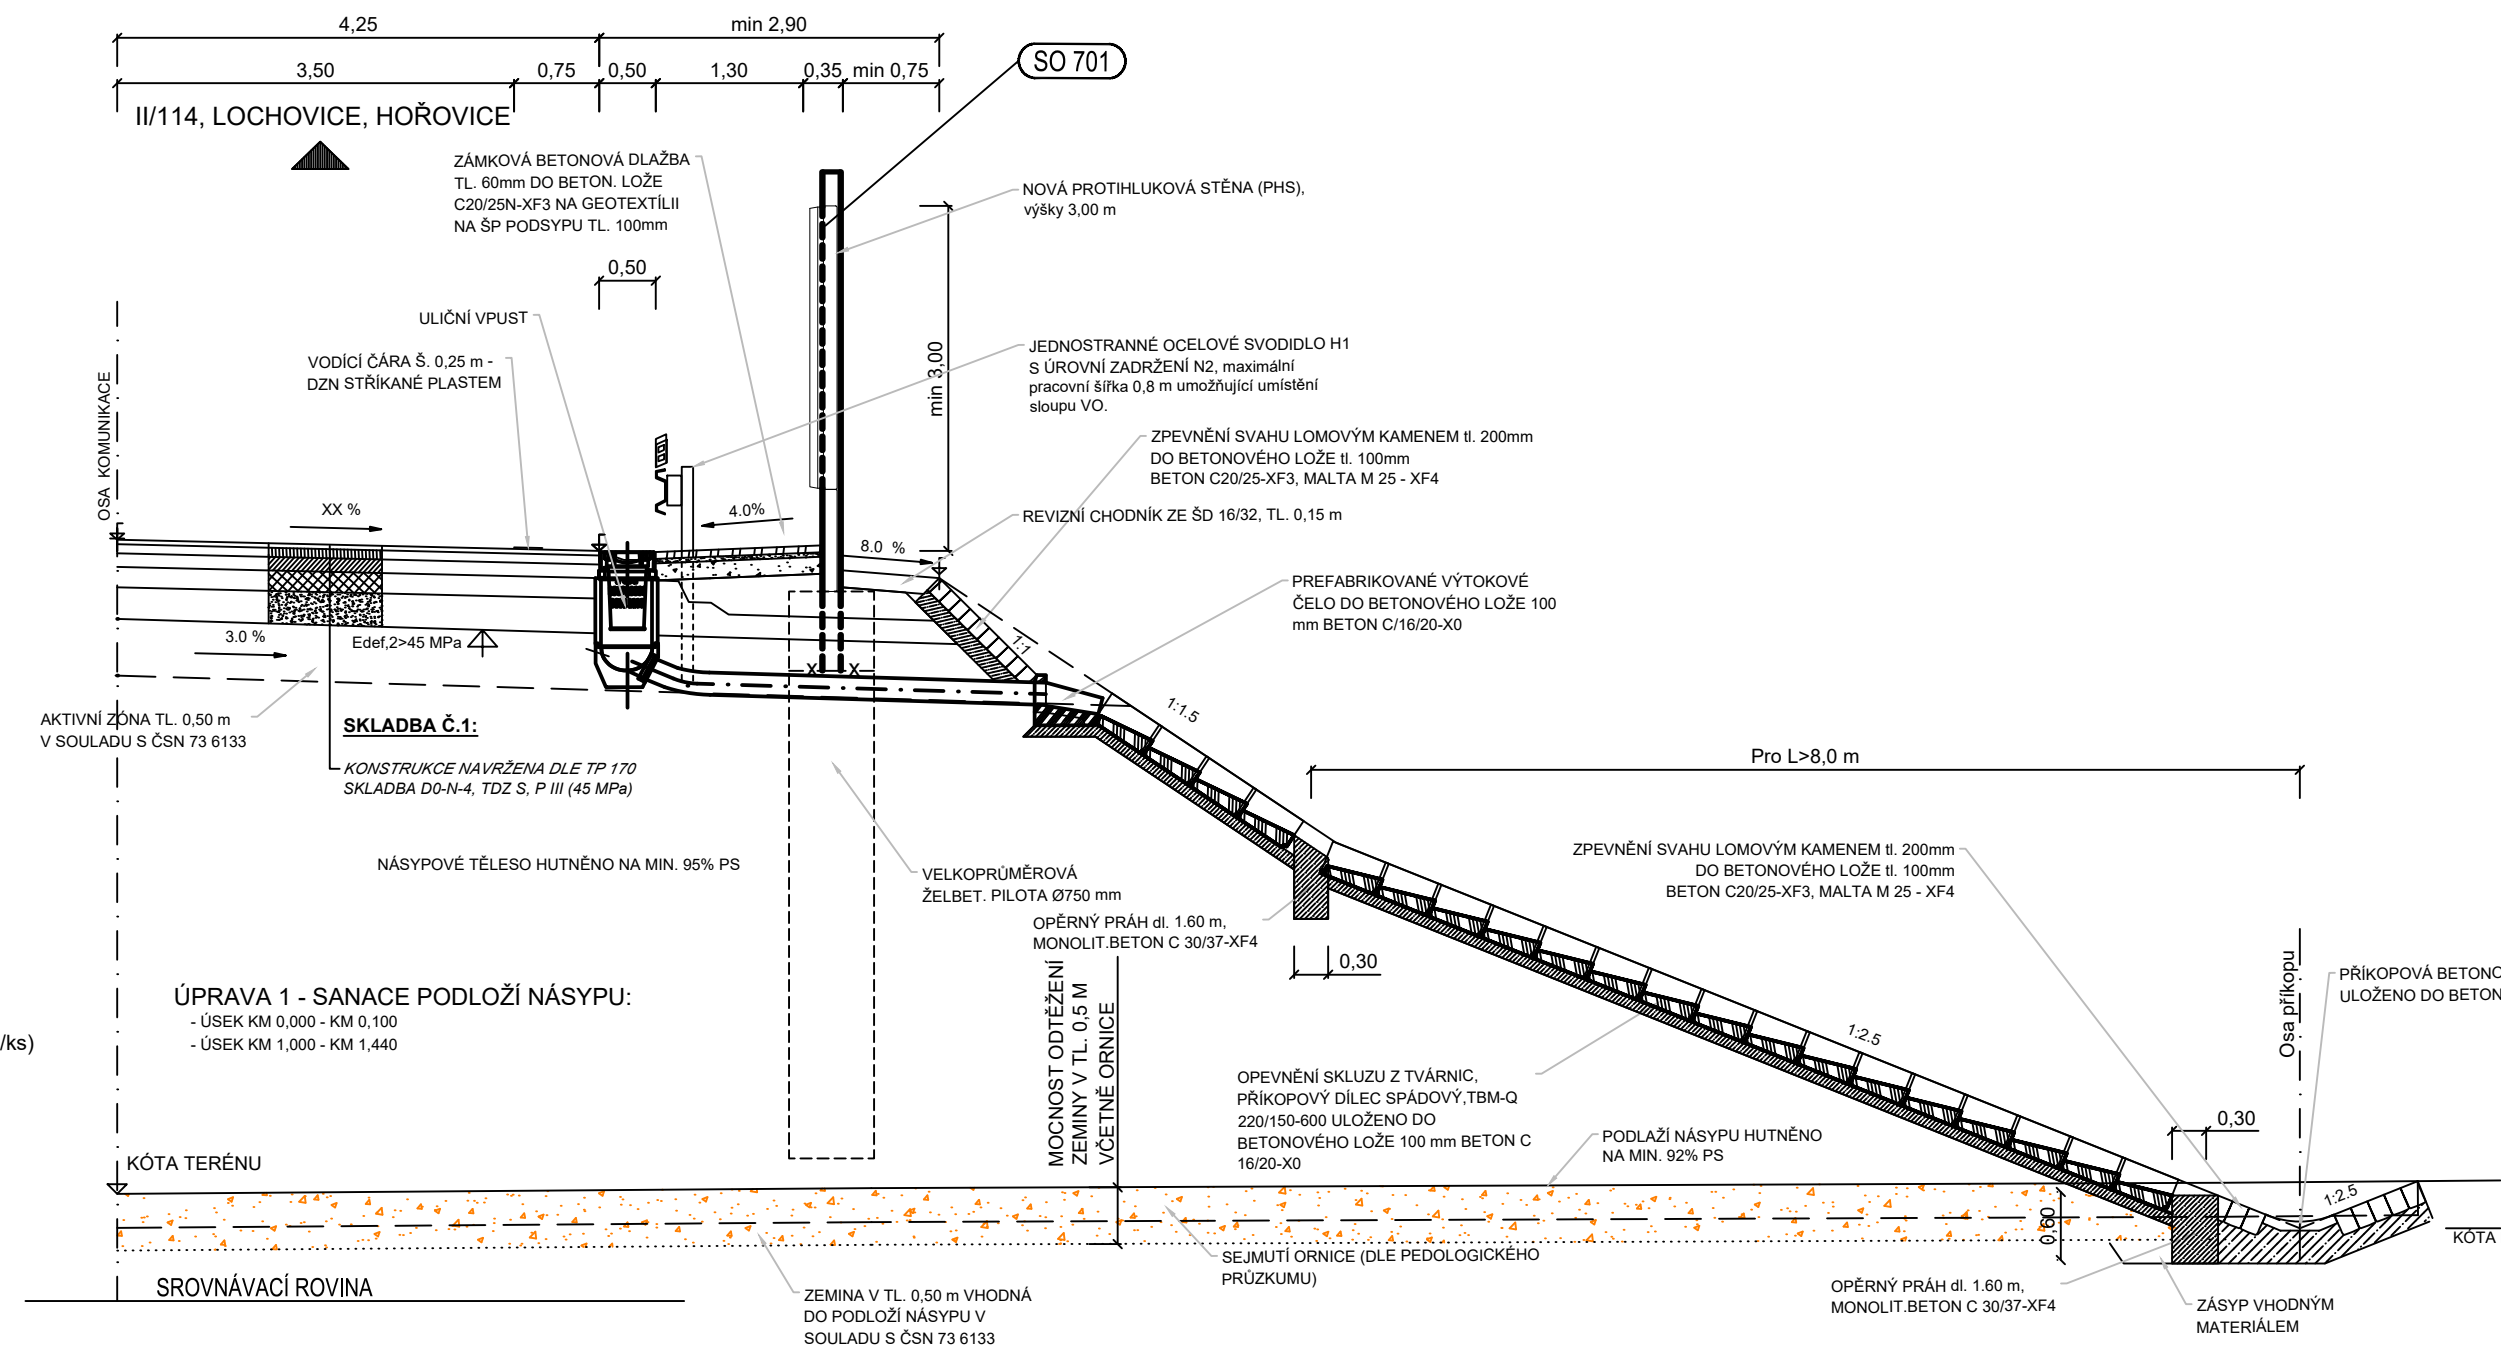 4,25
min 2,90
3,50
0,75
0,50
1,30
0,35
min 0,75
SO 701
II/114, LOCHOVICE, HOŘOVICE
ZÁMKOVÁ BETONOVÁ DLAŽBA
TL. 60mm DO BETON. LOŽE
C20/25N-XF3 NA GEOTEXTÍLII
NA ŠP PODSYPU TL. 100mm
NOVÁ PROTIHLUKOVÁ STĚNA (PHS),
výšky 3,00 m
0,50
ULIČNÍ VPUST
VODÍCÍ ČÁRA Š. 0,25 m -
DZN STŘÍKANÉ PLASTEM
min 3,00
JEDNOSTRANNÉ OCELOVÉ SVODIDLO H1
S ÚROVNÍ ZADRŽENÍ N2, maximální
pracovní šířka 0,8 m umožňující umístění
sloupu VO.
OSA KOMUNIKACE
ZPEVNĚNÍ SVAHU LOMOVÝM KAMENEM tl. 200mm
DO BETONOVÉHO LOŽE tl. 100mm
BETON C20/25-XF3, MALTA M 25 - XF4
XX %
4.0%
REVIZNÍ CHODNÍK ZE ŠD 16/32, TL. 0,15 m
8.0 %
PREFABRIKOVANÉ VÝTOKOVÉ
ČELO DO BETONOVÉHO LOŽE 100
mm BETON C/16/20-X0
3.0 %
Edef,2>45 MPa
1:1
X
X
AKTIVNÍ ZÓNA TL. 0,50 m
V SOULADU S ČSN 73 6133
SKLADBA Č.1:
KONSTRUKCE NAVRŽENA DLE TP 170
SKLADBA D0-N-4, TDZ S, P III (45 MPa)
1:1.5
Pro L>8,0 m
NÁSYPOVÉ TĚLESO HUTNĚNO NA MIN. 95% PS
VELKOPRŮMĚROVÁ
ŽELBET. PILOTA Ø750 mm
ZPEVNĚNÍ SVAHU LOMOVÝM KAMENEM tl. 200mm
DO BETONOVÉHO LOŽE tl. 100mm
BETON C20/25-XF3, MALTA M 25 - XF4
OPĚRNÝ PRÁH dl. 1.60 m,
MONOLIT.BETON C 30/37-XF4
0,30
Osa příkopu
PŘÍKOPOVÁ BETONO
ULOŽENO DO BETON
ÚPRAVA 1 - SANACE PODLOŽÍ NÁSYPU:
- ÚSEK KM 0,000 - KM 0,100
- ÚSEK KM 1,000 - KM 1,440
/ks)
MOCNOST ODTĚŽENÍ
ZEMINY V TL. 0,5 M
VČETNĚ ORNICE
1:2.5
OPEVNĚNÍ SKLUZU Z TVÁRNIC,
PŘÍKOPOVÝ DÍLEC SPÁDOVÝ,TBM-Q
220/150-600 ULOŽENO DO
BETONOVÉHO LOŽE 100 mm BETON C
16/20-X0
PODLAŽÍ NÁSYPU HUTNĚNO
NA MIN. 92% PS
0,30
KÓTA TERÉNU
1:2.5
0,60
KÓTA
SEJMUTÍ ORNICE (DLE PEDOLOGICKÉHO
PRŮZKUMU)
SROVNÁVACÍ ROVINA
ZEMINA V TL. 0,50 m VHODNÁ
DO PODLOŽÍ NÁSYPU V
SOULADU S ČSN 73 6133
OPĚRNÝ PRÁH dl. 1.60 m,
MONOLIT.BETON C 30/37-XF4
ZÁSYP VHODNÝM
MATERIÁLEM